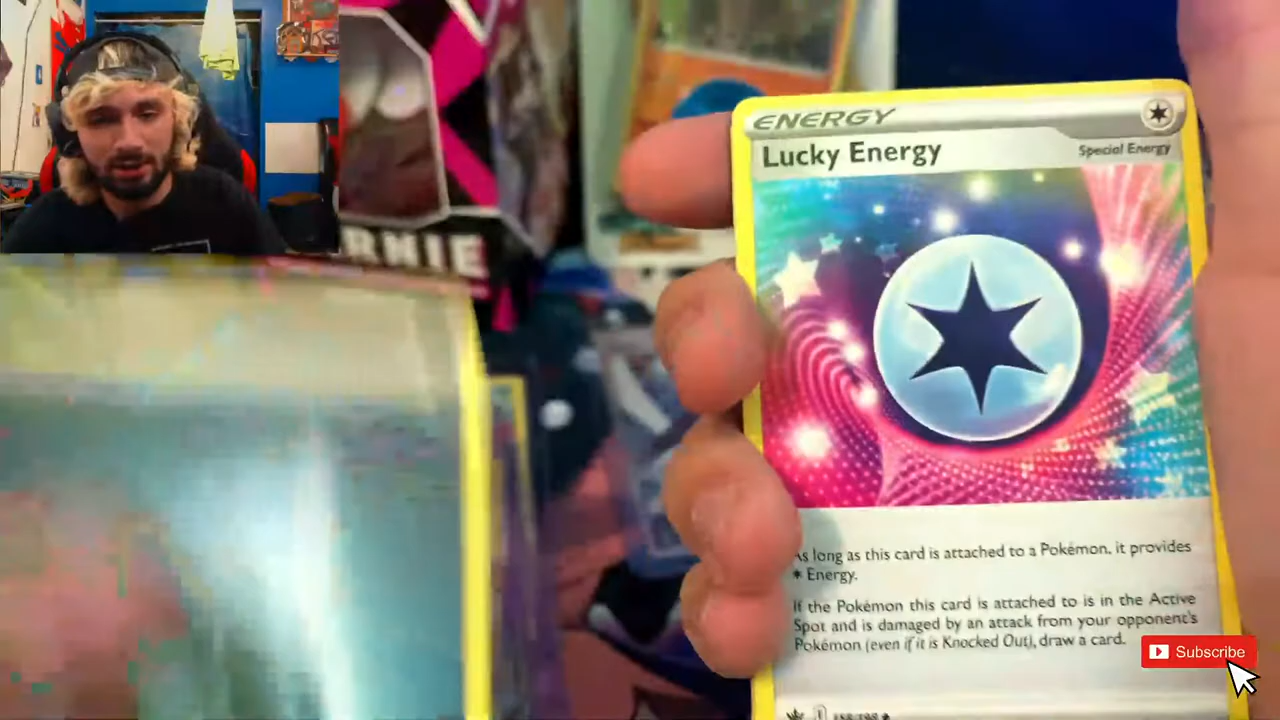 RNIE
ENERGY
Lucky Energy
Special Energy
As long as this card is attached to a Pokémon, it provides
Energy.
If the Pokémon this card is attached to is in the Active
Spot and is damaged by an attack from your opponent's
Pokémon (even if it is Knocked Out), draw a card.
Subscribe